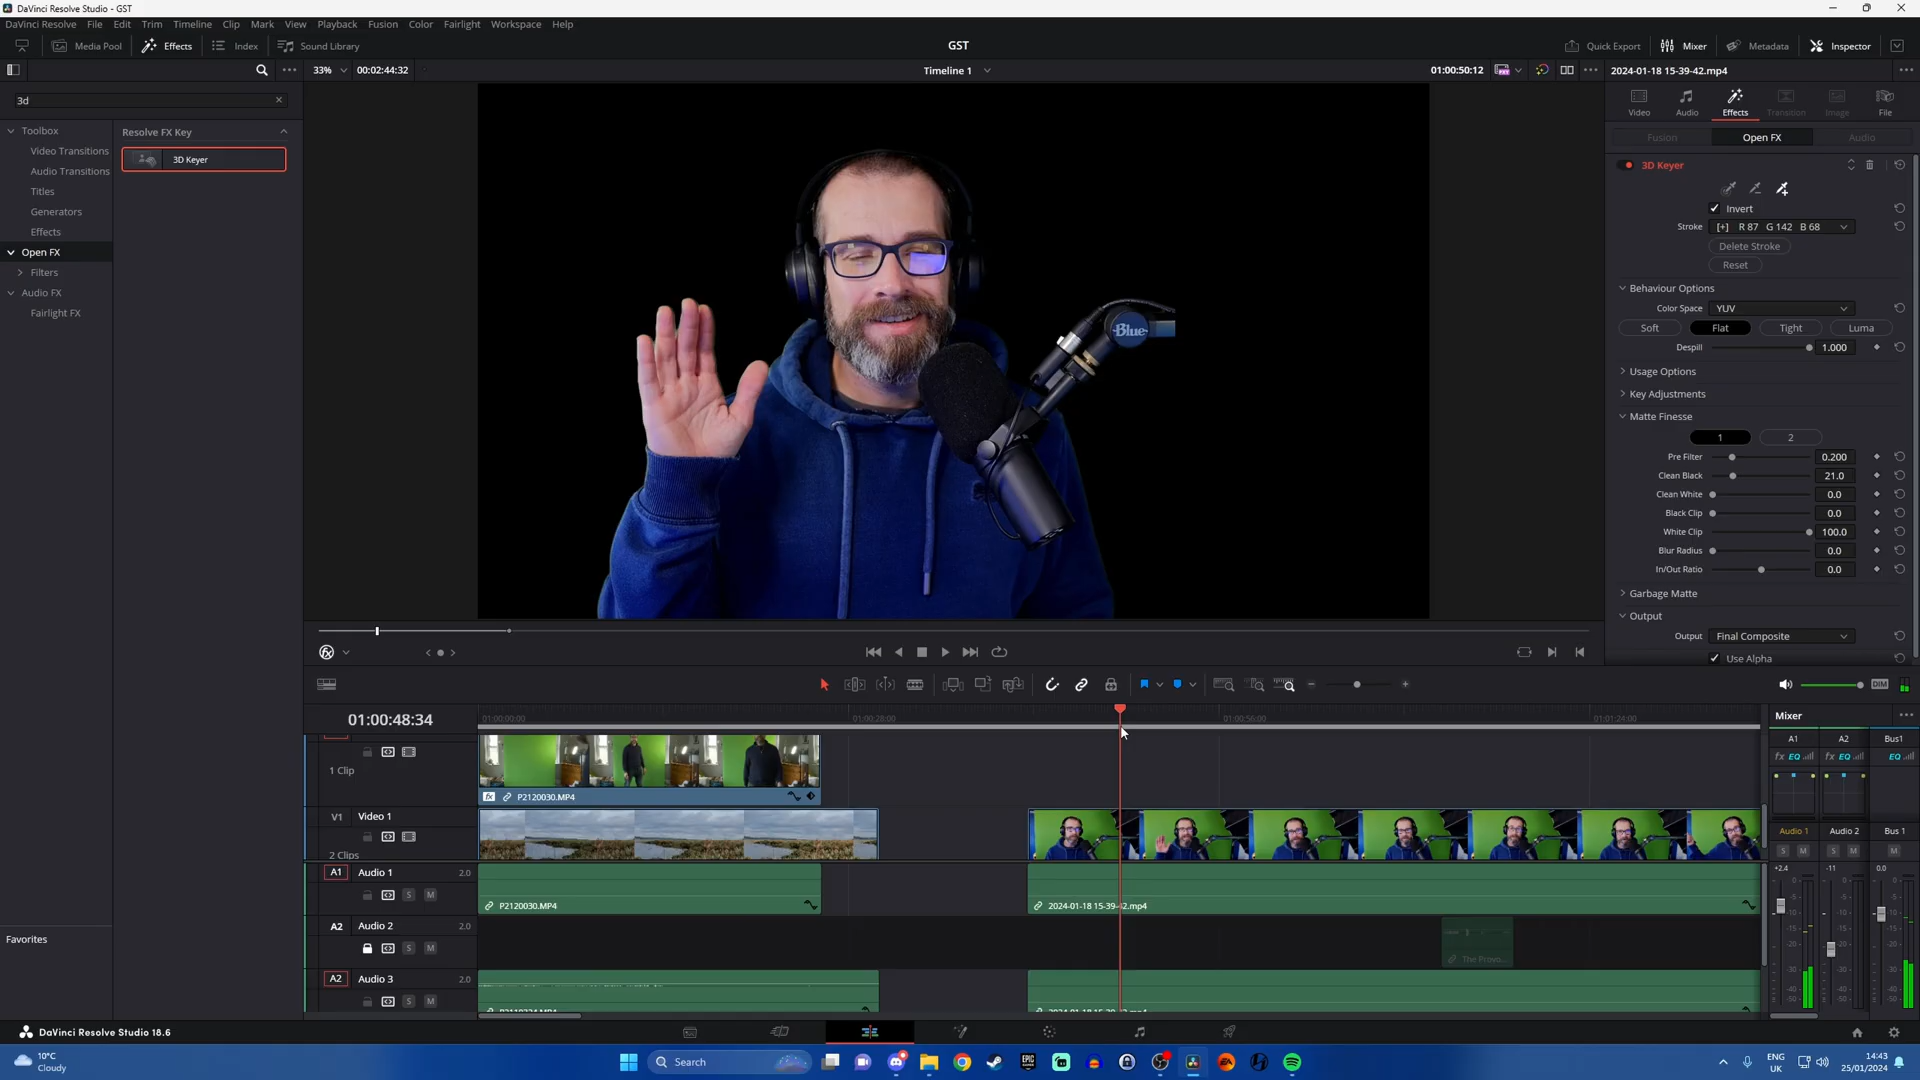 DaVinci Resolve Studio - GST
DaVinci Resolve File Edit Trim Timeline Clip Mark View Playback Fusion Color Fairlight Workspace Help
Media Pool Effects Index Sound Library GST Quick Export Mixer Metadata Inspector
33% 00:02:44:32 Timeline 1 01:00:50:12 2024-01-18 15-39-42.mp4
3d
Video Audio Effects Transition Image File
Toolbox
Video Transitions
Audio Transitions
Titles
Generators
Effects
Open FX
Filters
Audio FX
Fairlight FX
Favorites
Resolve FX Key
3D Keyer
Blue
Fusion Open FX Audio
3D Keyer
Invert
Stroke [+] R 87 G 142 B 68
Delete Stroke
Reset
Behaviour Options
Color Space YUV
Soft Flat Tight Luma
Despill 1.000
Usage Options
Key Adjustments
Matte Finesse
1 2
Pre Filter 0.200
Clean Black 21.0
Clean White 0.0
Black Clip 0.0
White Clip 100.0
Blur Radius 0.0
In/Out Ratio 0.0
Garbage Matte
Output
Output Final Composite
Use Alpha
DIM
01:00:48:34 01:00:00:00 01:00:28:00 01:00:56:00 01:01:24:00
1 Clip
fx P2120030.MP4
V1 Video 1
2 Clips
A1 Audio 1 2.0
S M
P2120030.MP4 2024-01-18 15-39-42.mp4
A2 Audio 2 2.0
S M
The Provo...
A2 Audio 3 2.0
S M
Mixer
A1 A2 Bus1
fx EQ fx EQ EQ
Audio 1 Audio 2 Bus 1
S M S M M
+2.4 -11 0.0
DaVinci Resolve Studio 18.6
10°C
Cloudy
Search
EPIC
EA
ENG
UK
14:43
25/01/2024